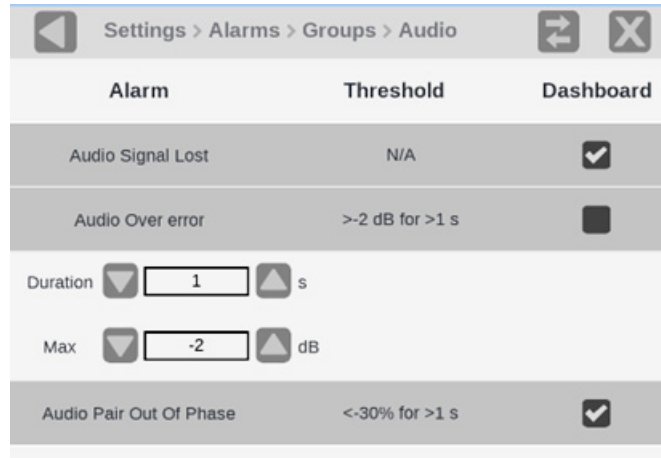 Settings > Alarms > Groups > Audio
Alarm Threshold Dashboard
Audio Signal Lost N/A
Audio Over error >-2 dB for >1 s
Duration 1 s
Max -2 dB
Audio Pair Out Of Phase <-30% for >1 s